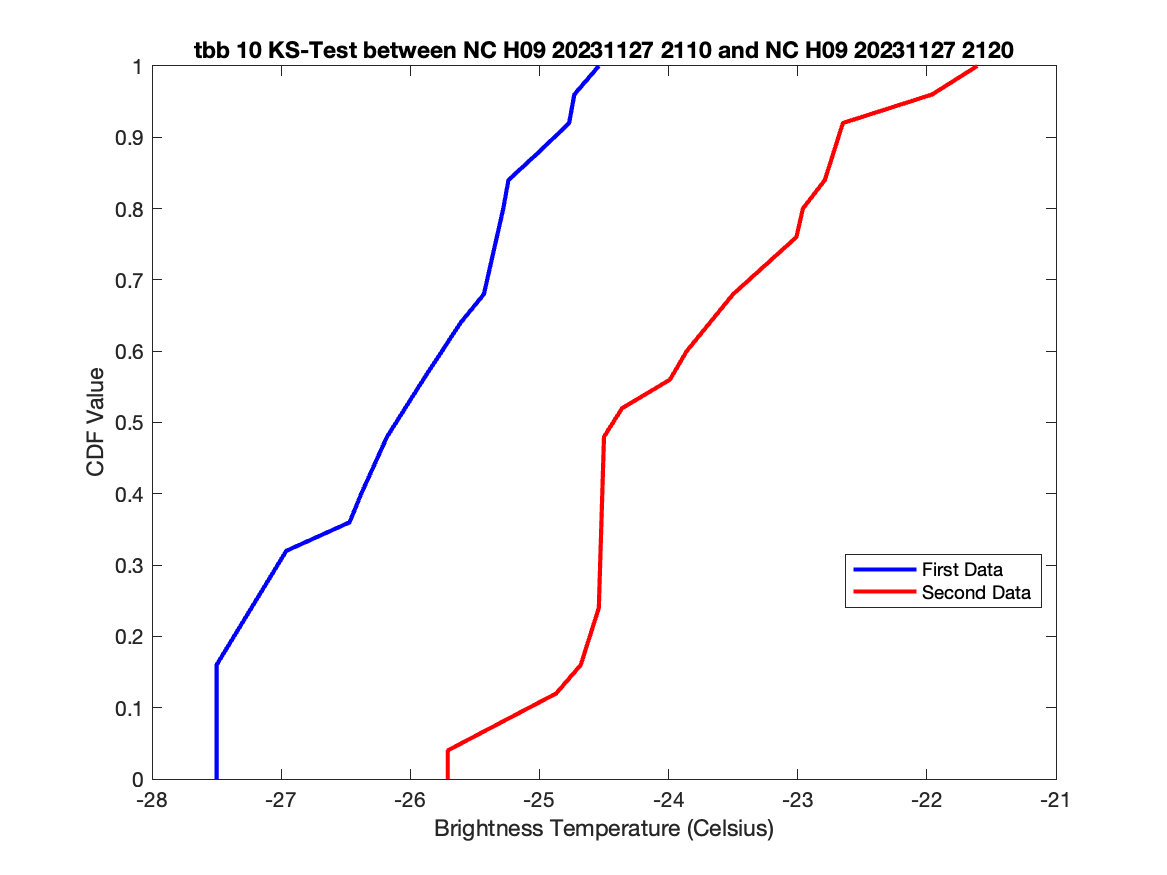 tbb 10 KS-Test between NC H09 20231127 2110 and NC H09 20231127 2120
1
0.9
0.8
0.7
0.6
0.5
0.4
0.3
0.2
0.1
0
CDF Value
First Data
Second Data
-28 -27 -26 -25 -24 -23 -22 -21
Brightness Temperature (Celsius)